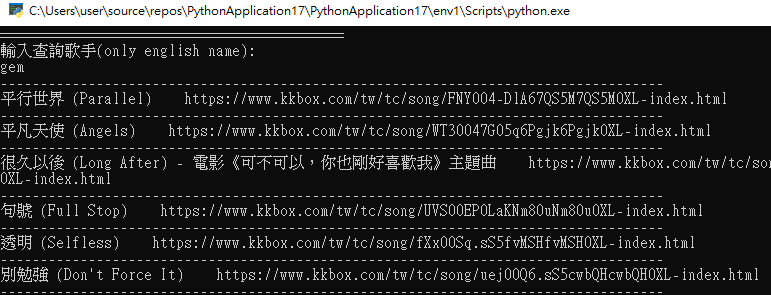 C:\Users\user\source\repos\PythonApplication17\PythonApplication17\env1\Scripts\python.exe
==========================================
輸入查詢歌手(only english name):
gem
--------------------------------------------------------------------------------
平行世界 (Parallel)    https://www.kkbox.com/tw/tc/song/FNY004-DlA67QS5M7QS5M0XL-index.html
--------------------------------------------------------------------------------
平凡天使 (Angels)    https://www.kkbox.com/tw/tc/song/WT30047G05q6Pgjk6Pgjk0XL-index.html
--------------------------------------------------------------------------------
很久以後 (Long After) - 電影《可不可以，你也剛好喜歡我》主題曲    https://www.kkbox.com/tw/tc/so
0XL-index.html
--------------------------------------------------------------------------------
句號 (Full Stop)    https://www.kkbox.com/tw/tc/song/UVS00EPOLaKNm80uNm80u0XL-index.html
--------------------------------------------------------------------------------
透明 (Selfless)    https://www.kkbox.com/tw/tc/song/fXx00Sq.sS5fvMSHfvMSH0XL-index.html
--------------------------------------------------------------------------------
別勉強 (Don't Force It)    https://www.kkbox.com/tw/tc/song/uej00Q6.sS5cwbQHcwbQH0XL-index.html
--------------------------------------------------------------------------------